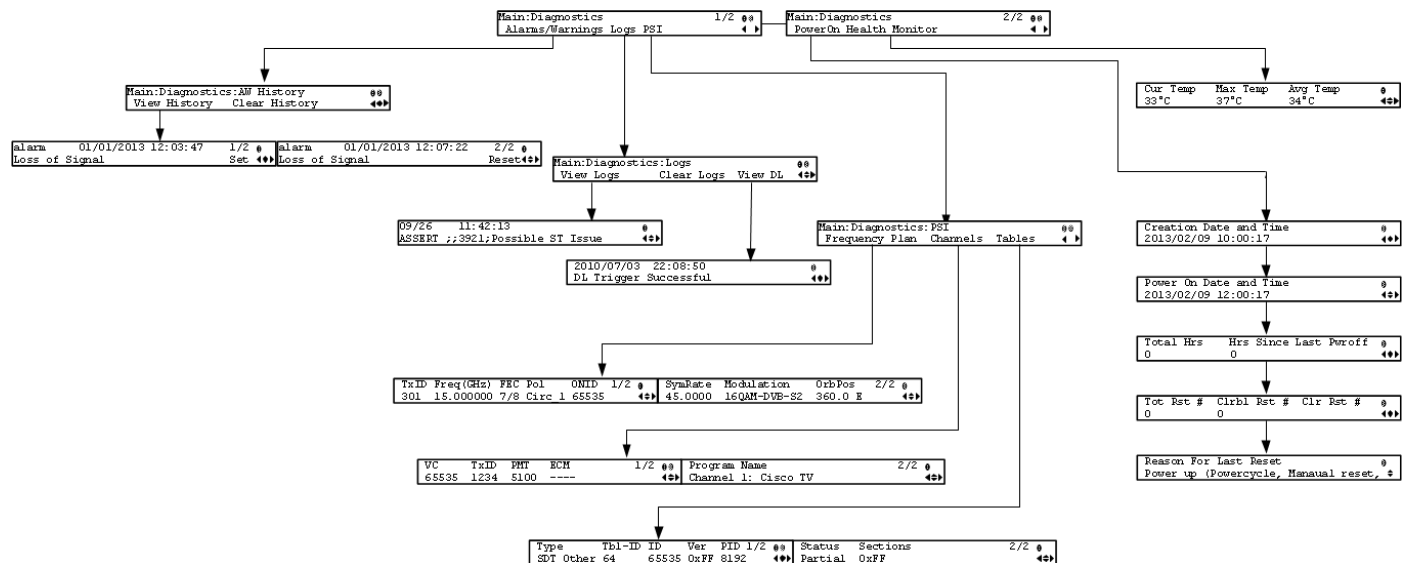 Main:Diagnostics 1/2
Alarms/Warnings Logs PSI
Main:Diagnostics 2/2
PowerOn Health Monitor
Main:Diagnostics:AW History
View History Clear History
Cur Temp Max Temp Avg Temp
33°C 37°C 34°C
alarm 01/01/2013 12:03:47 1/2
Loss of Signal Set
alarm 01/01/2013 12:07:22 2/2
Loss of Signal Reset
Main:Diagnostics:Logs
View Logs Clear Logs View DL
09/26 11:42:13
ASSERT ;;3921;Possible ST Issue
Main:Diagnostics:PSI
Frequency Plan Channels Tables
Creation Date and Time
2013/02/09 10:00:17
2010/07/03 22:08:50
DL Trigger Successful
Power On Date and Time
2013/02/09 12:00:17
Total Hrs Hrs Since Last Pwroff
0 0
TxID Freq(GHz) FEC Pol ONID 1/2
301 15.000000 7/8 Circ_l 65535
SymRate Modulation OrbPos 2/2
45.0000 16QAM-DVB-S2 360.0 E
Tot Rst # Clrbl Rst # Clr Rst #
0 0
VC TxID PMT ECM 1/2
65535 1234 5100 ----
Program Name 2/2
Channel 1: Cisco TV
Reason For Last Reset
Power up (Powercycle, Manaual reset,
Type Tbl-ID ID Ver PID 1/2
SDT Other 64 65535 0xFF 8192
Status Sections 2/2
Partial 0xFF